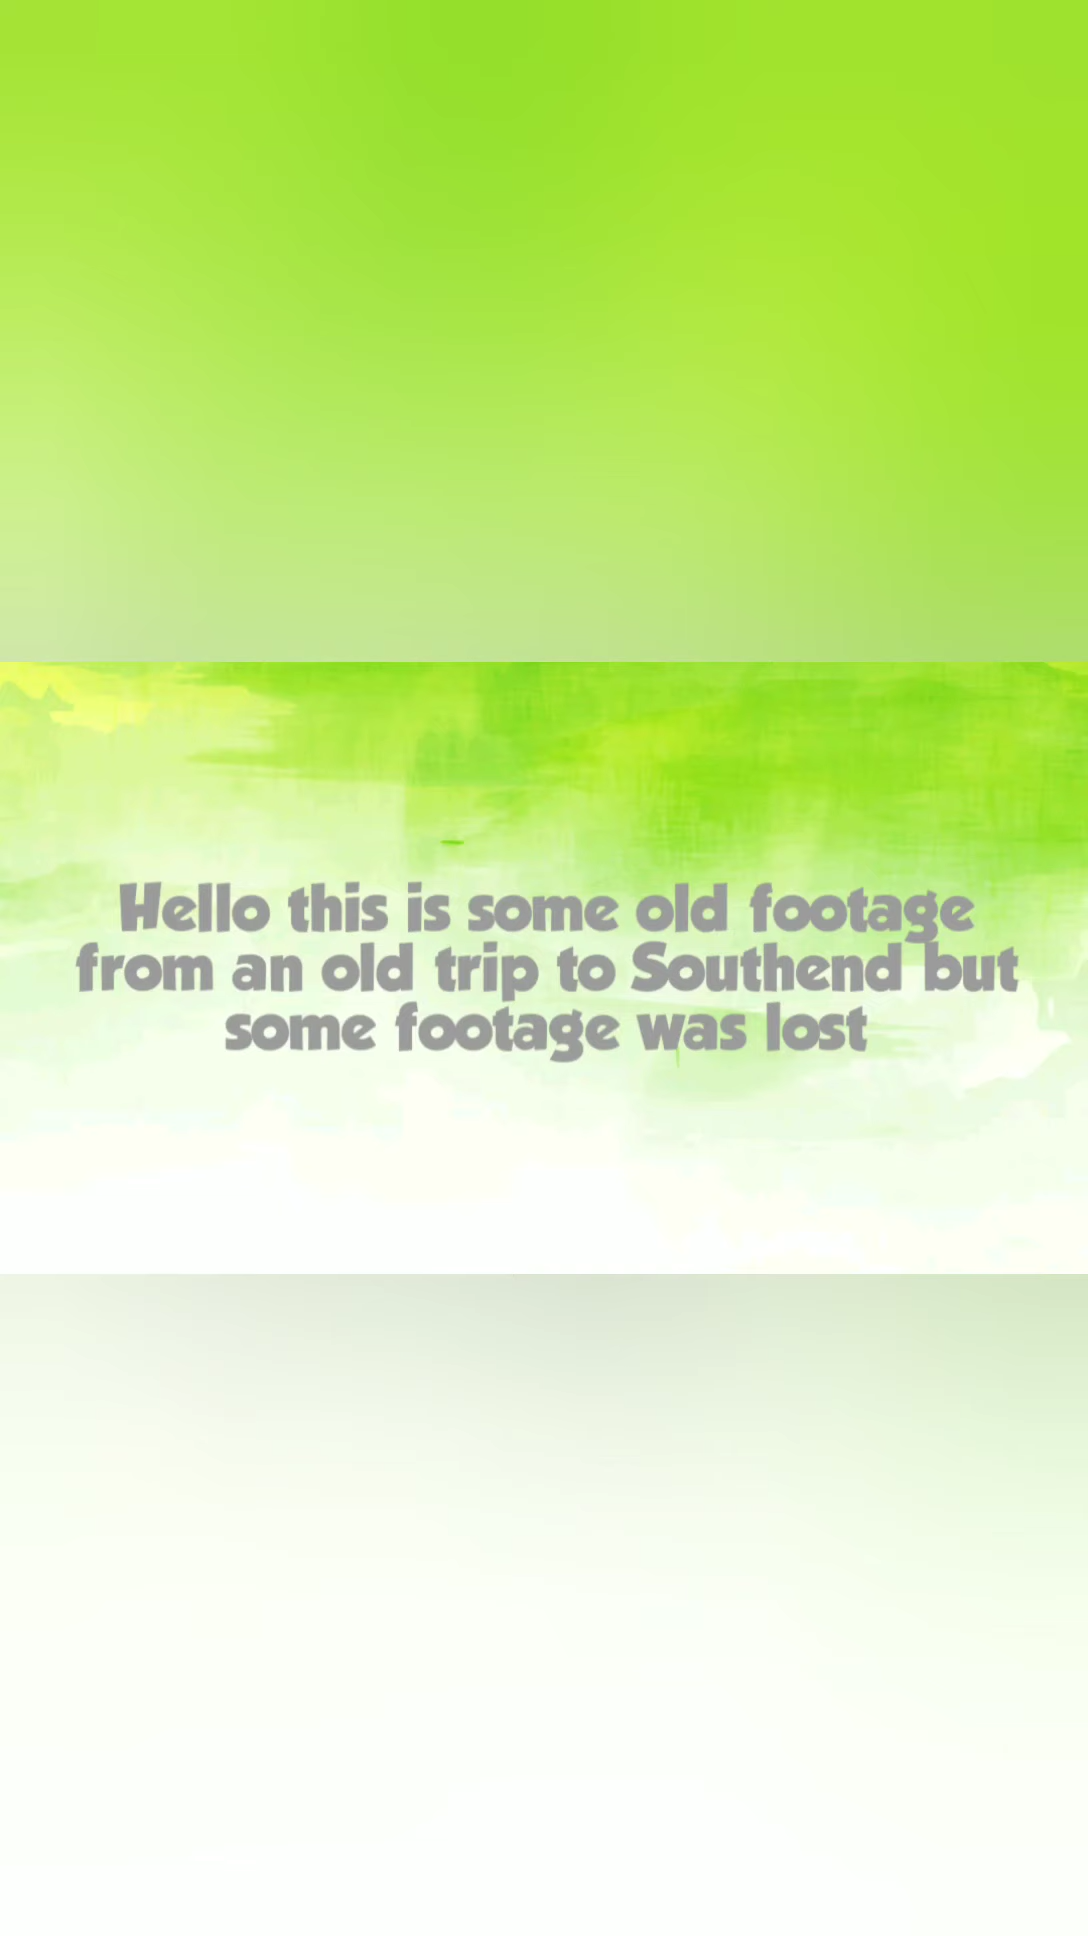 Hello this is some old footage
from an old trip to Southend but
some footage was lost